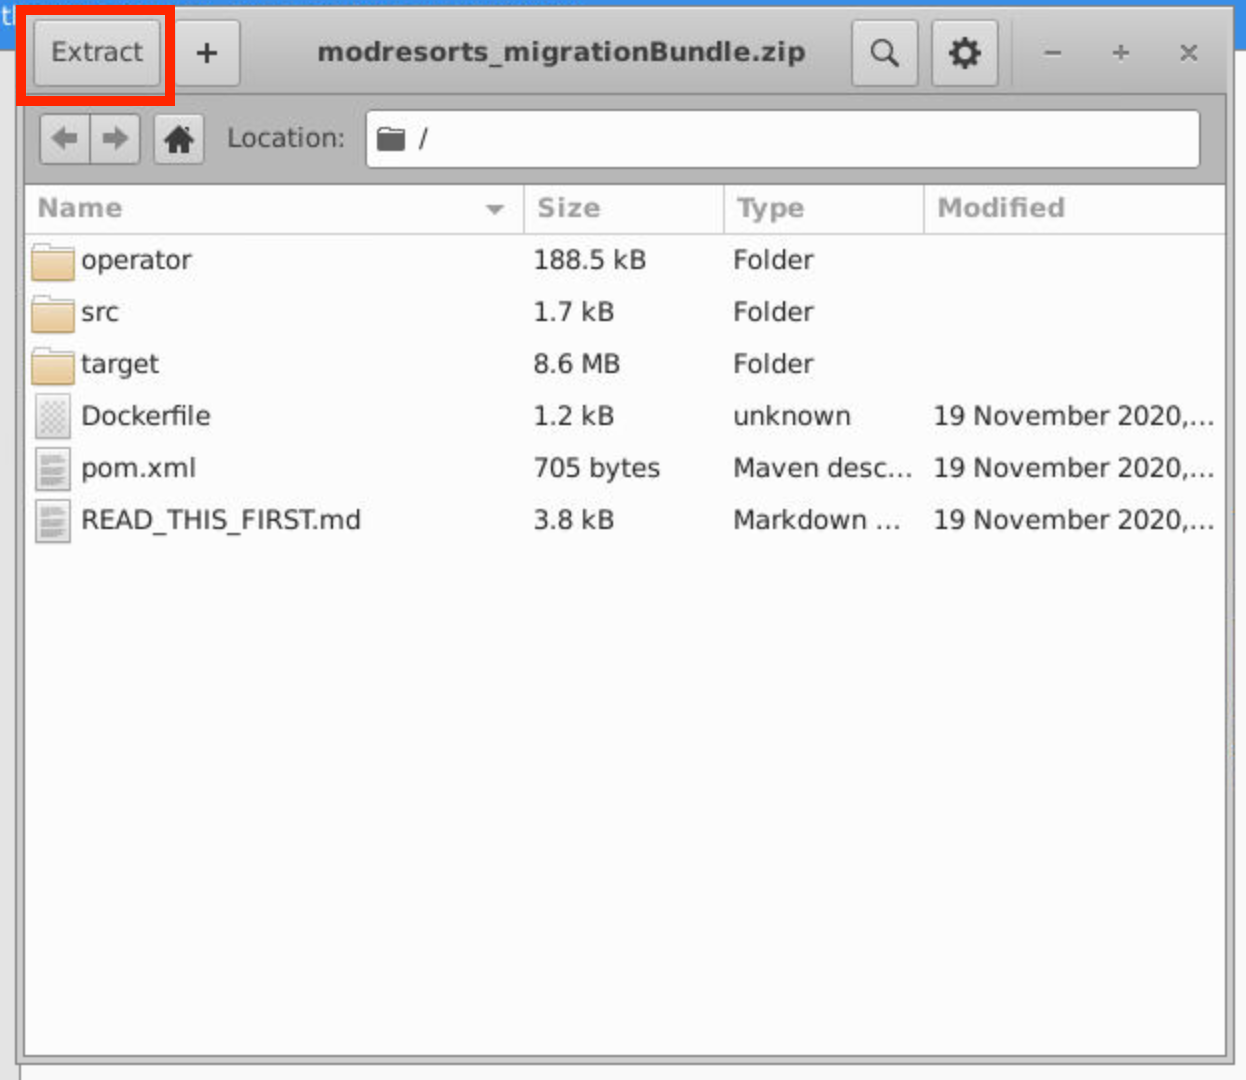 Extract + modresorts_migrationBundle.zip
Location: /
Name Size Type Modified
operator 188.5 kB Folder
src 1.7 kB Folder
target 8.6 MB Folder
Dockerfile 1.2 kB unknown 19 November 2020,...
pom.xml 705 bytes Maven desc... 19 November 2020,...
READ_THIS_FIRST.md 3.8 kB Markdown ... 19 November 2020,...